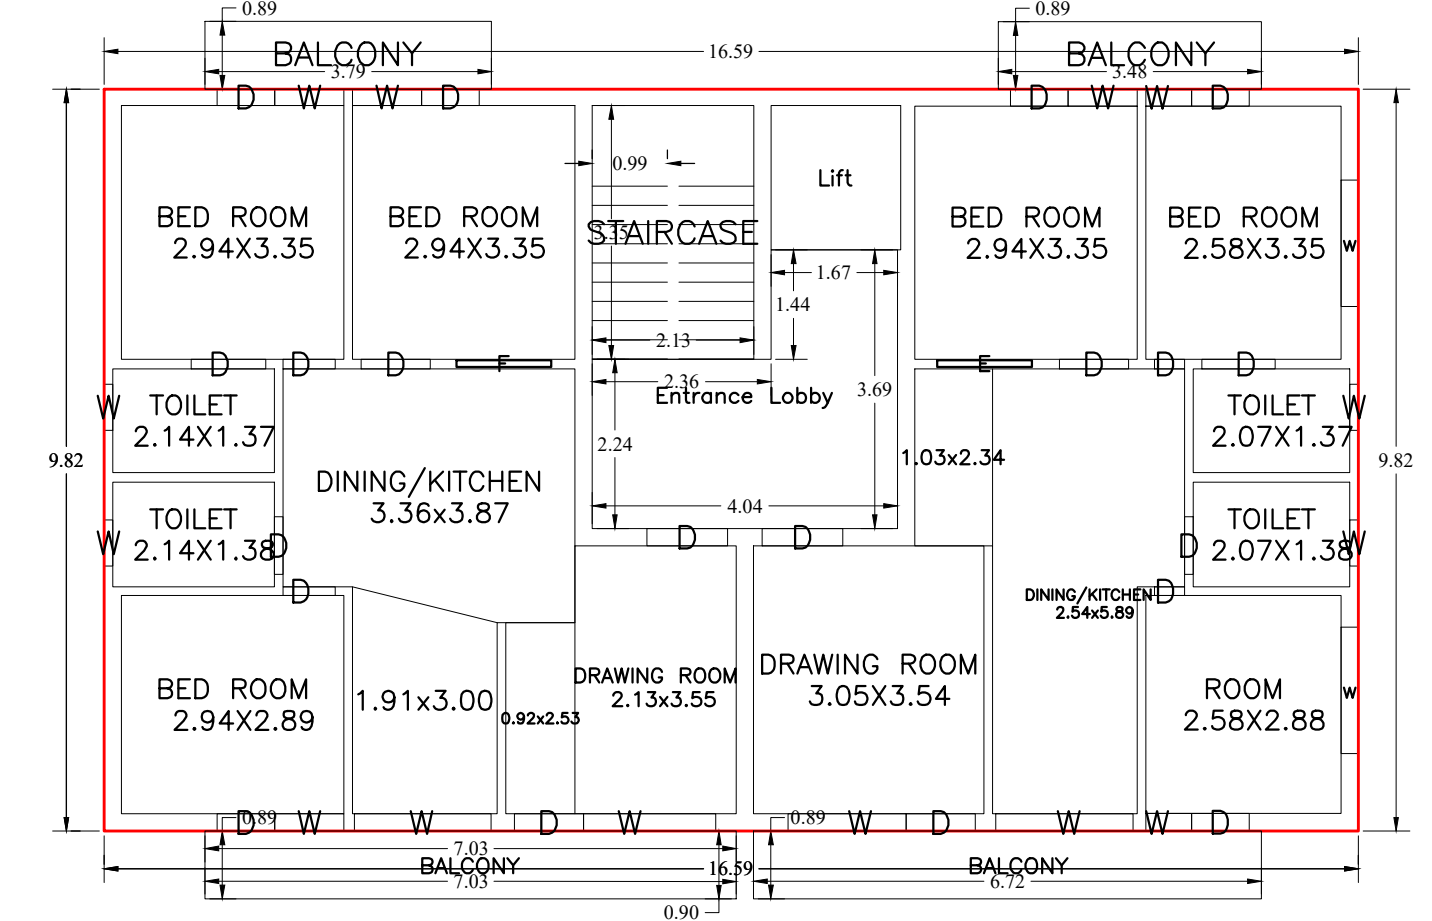 0.89
0.89
BALCONY
16.59
BALCONY
3.79
3.48
D W W D
D W W D
0.99
Lift
BED ROOM
2.94X3.35
BED ROOM
2.94X3.35
STAIRCASE
3.35
BED ROOM
2.94X3.35
BED ROOM
2.58X3.35
W
1.67
1.44
2.13
D D D F
E D D D
2.36
Entrance Lobby
3.69
W
TOILET
2.14X1.37
TOILET
2.07X1.37
W
2.24
1.03x2.34
9.82
9.82
DINING/KITCHEN
3.36x3.87
4.04
W
TOILET
2.14X1.38
D
D
D
D
TOILET
2.07X1.38
W
D
DINING/KITCHEN
2.54x5.89
D
DRAWING ROOM
2.13x3.55
DRAWING ROOM
3.05X3.54
BED ROOM
2.94X2.89
1.91x3.00
0.92x2.53
ROOM
2.58X2.88
W
0.89
0.89
D W W D W
W D W W D
7.03
BALCONY
16.59
BALCONY
7.03
6.72
0.90